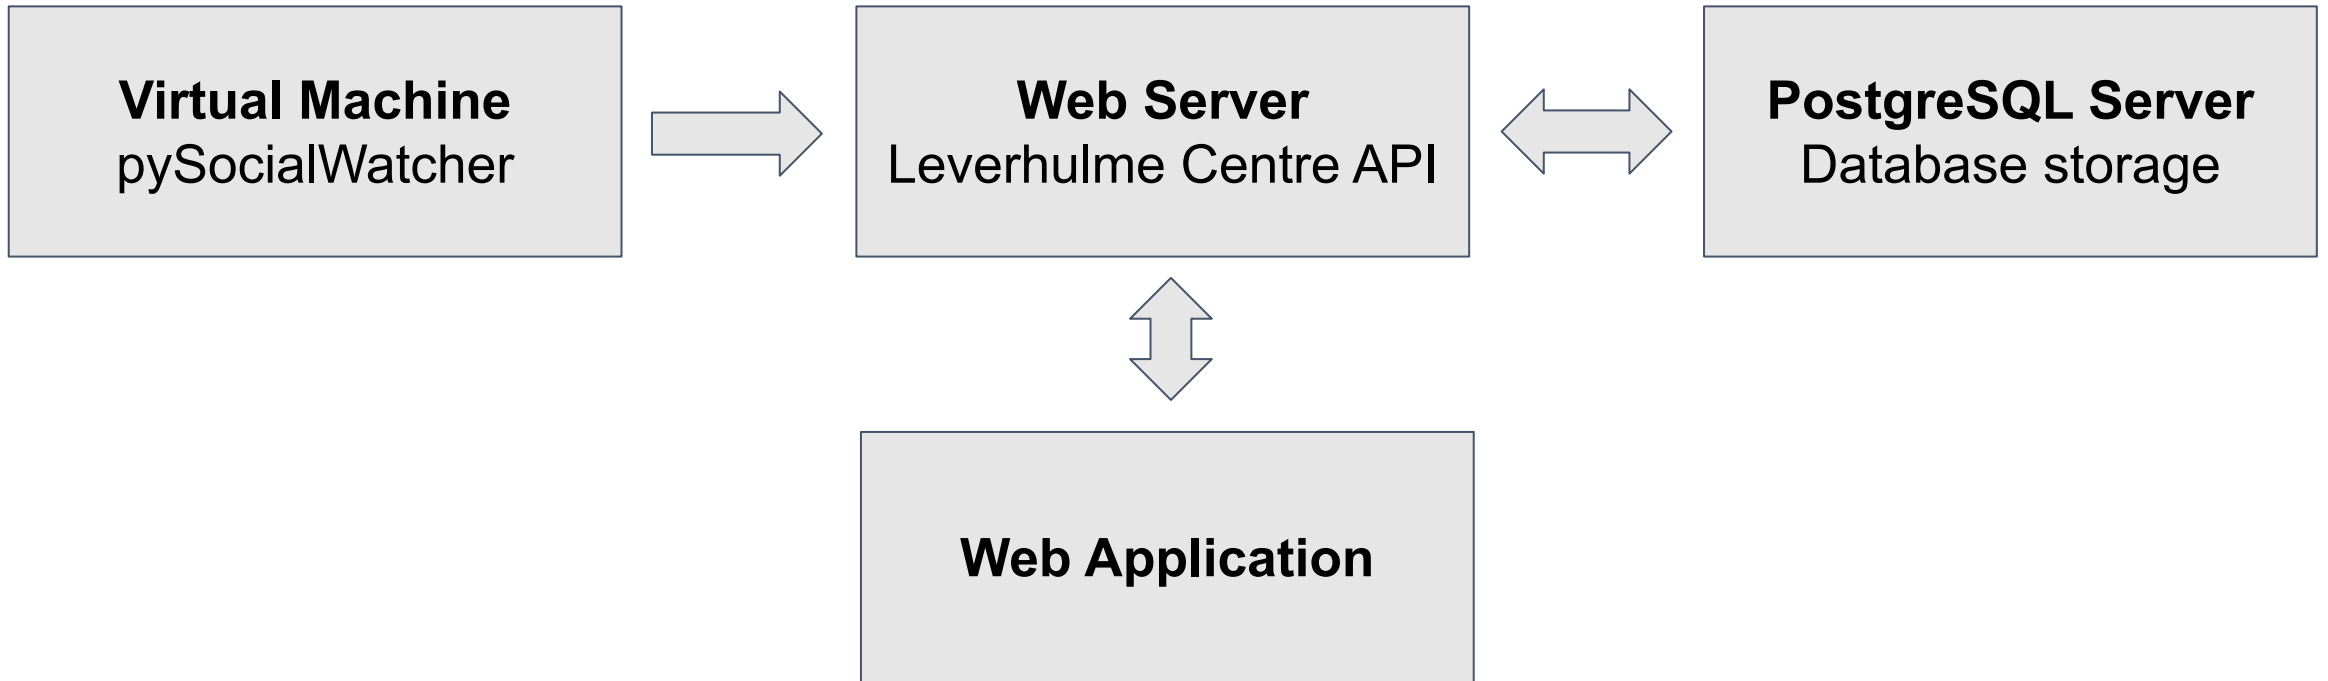 Virtual Machine
pySocialWatcher
Web Server
Leverhulme Centre API
PostgreSQL Server
Database storage
Web Application